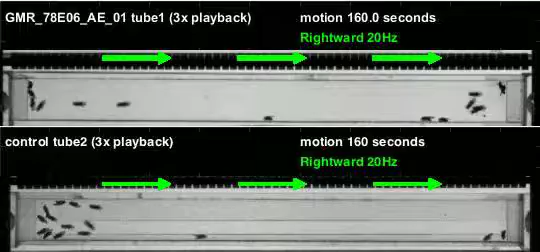 GMR_78E06_AE_01 tube1 (3x playback)
motion 160.0 seconds
Rightward 20Hz
control tube2 (3x playback)
motion 160 seconds
Rightward 20Hz